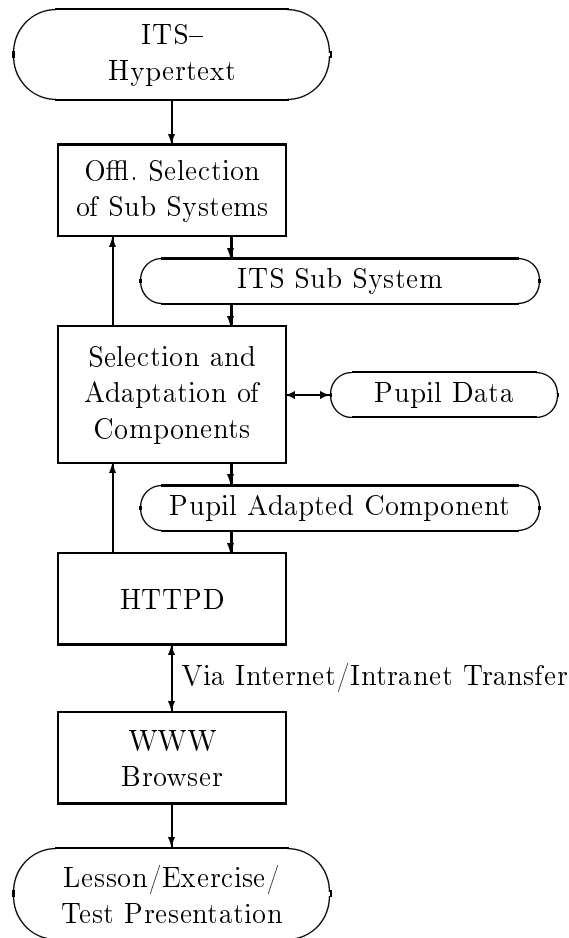 ITS–
Hypertext
Offl. Selection
of Sub Systems
ITS Sub System
Selection and
Adaptation of
Components
Pupil Data
Pupil Adapted Component
HTTPD
Via Internet/Intranet Transfer
WWW
Browser
Lesson/Exercise/
Test Presentation